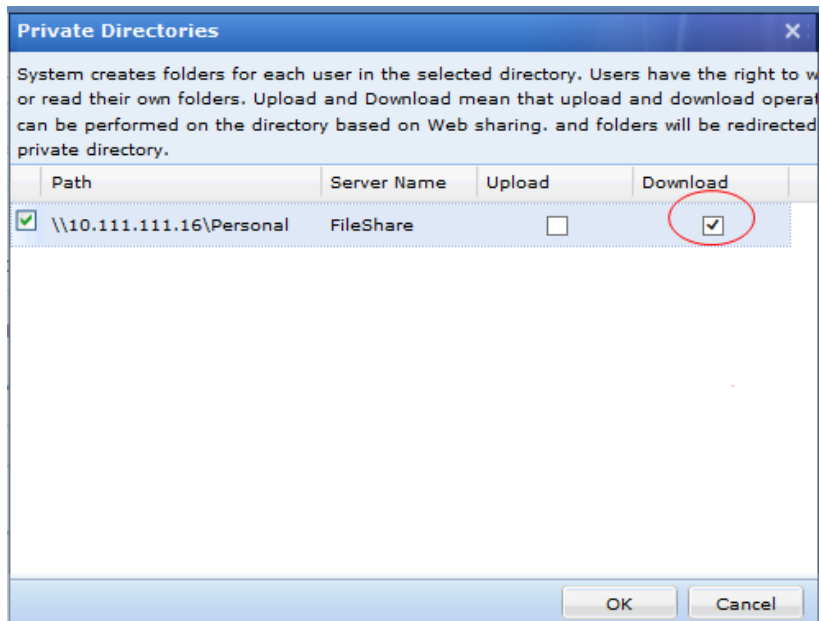 Private Directories
System creates folders for each user in the selected directory. Users have the right to w
or read their own folders. Upload and Download mean that upload and download operat
can be performed on the directory based on Web sharing. and folders will be redirected
private directory.
Path Server Name Upload Download
\\10.111.111.16\Personal FileShare
OK Cancel